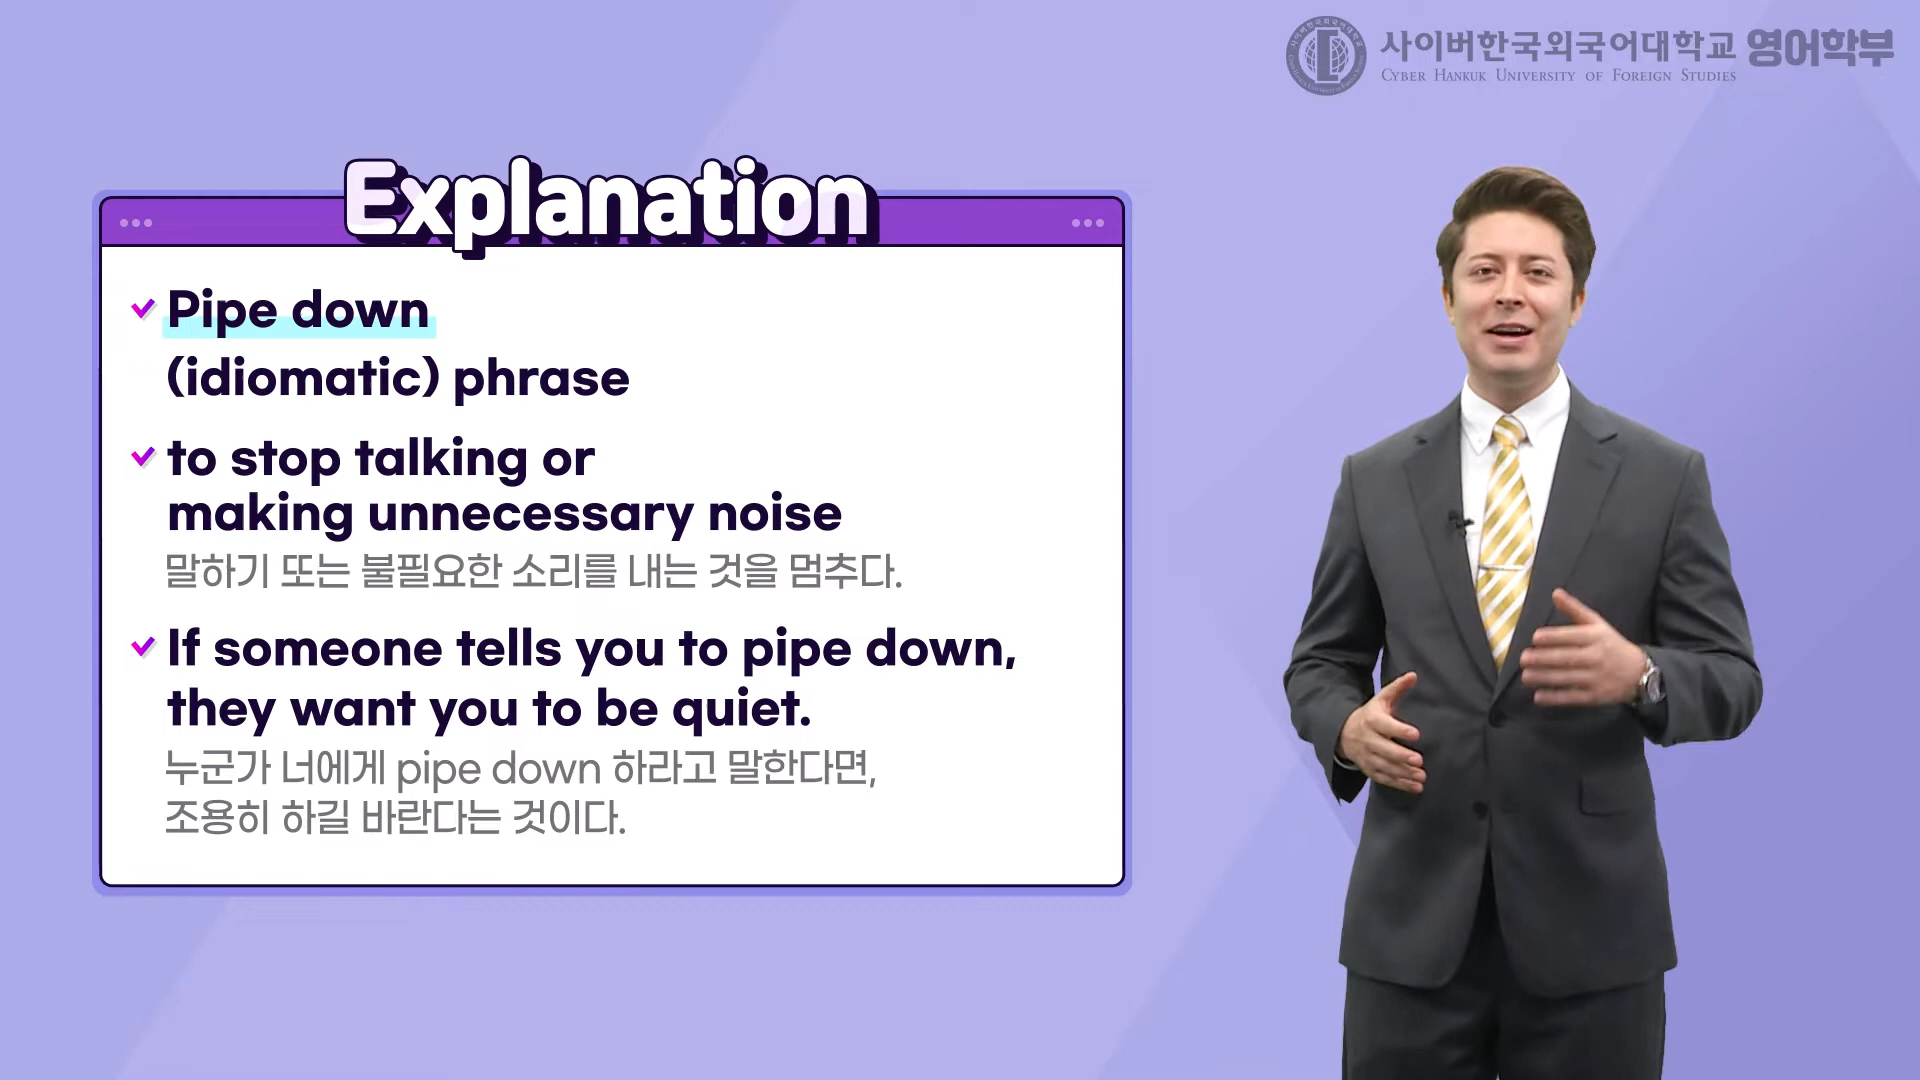 사이버한국외국어대학교 영어학부
CYBER HANKUK UNIVERSITY OF FOREIGN STUDIES
Explanation
Pipe down
(idiomatic) phrase
to stop talking or
making unnecessary noise
말하기 또는 불필요한 소리를 내는 것을 멈추다.
If someone tells you to pipe down,
they want you to be quiet.
누군가 너에게 pipe down 하라고 말한다면,
조용히 하길 바란다는 것이다.